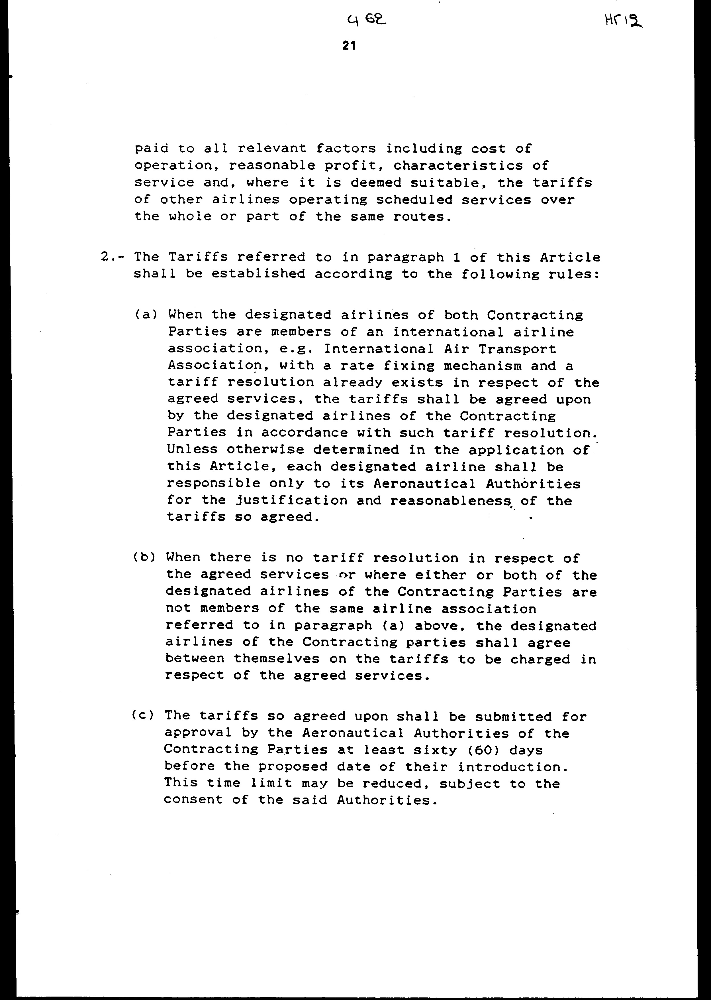 462
21
paid to all relevant factors including cost of
operation, reasonable profit, characteristics of
service and, where it is deemed suitable, the tariffs
of other airlines operating scheduled services over
the whole or part of the same routes.
2.- The Tariffs referred to in paragraph 1 of this Article
shall be established according to the following rules:
(a) When the designated airlines of both Contracting
Parties are members of an international airline
association, e.g. International Air Transport
Association, with a rate fixing mechanism and a
tariff resolution already exists in respect of the
agreed services, the tariffs shall be agreed upon
by the designated airlines of the Contracting
Parties in accordance with such tariff resolution.
Unless otherwise determined in the application of
this Article, each designated airline shall be
responsible only to its Aeronautical Authorities
for the justification and reasonableness of the
tariffs so agreed.
(b) When there is no tariff resolution in respect of
the agreed services or where either or both of the
designated airlines of the Contracting Parties are
not members of the same airline association
referred to in paragraph (a) above, the designated
airlines of the Contracting parties shall agree
between themselves on the tariffs to be charged in
respect of the agreed services.
(c) The tariffs so agreed upon shall be submitted for
approval by the Aeronautical Authorities of the
Contracting Parties at least sixty (60) days
before the proposed date of their introduction.
This time limit may be reduced, subject to the
consent of the said Authorities.